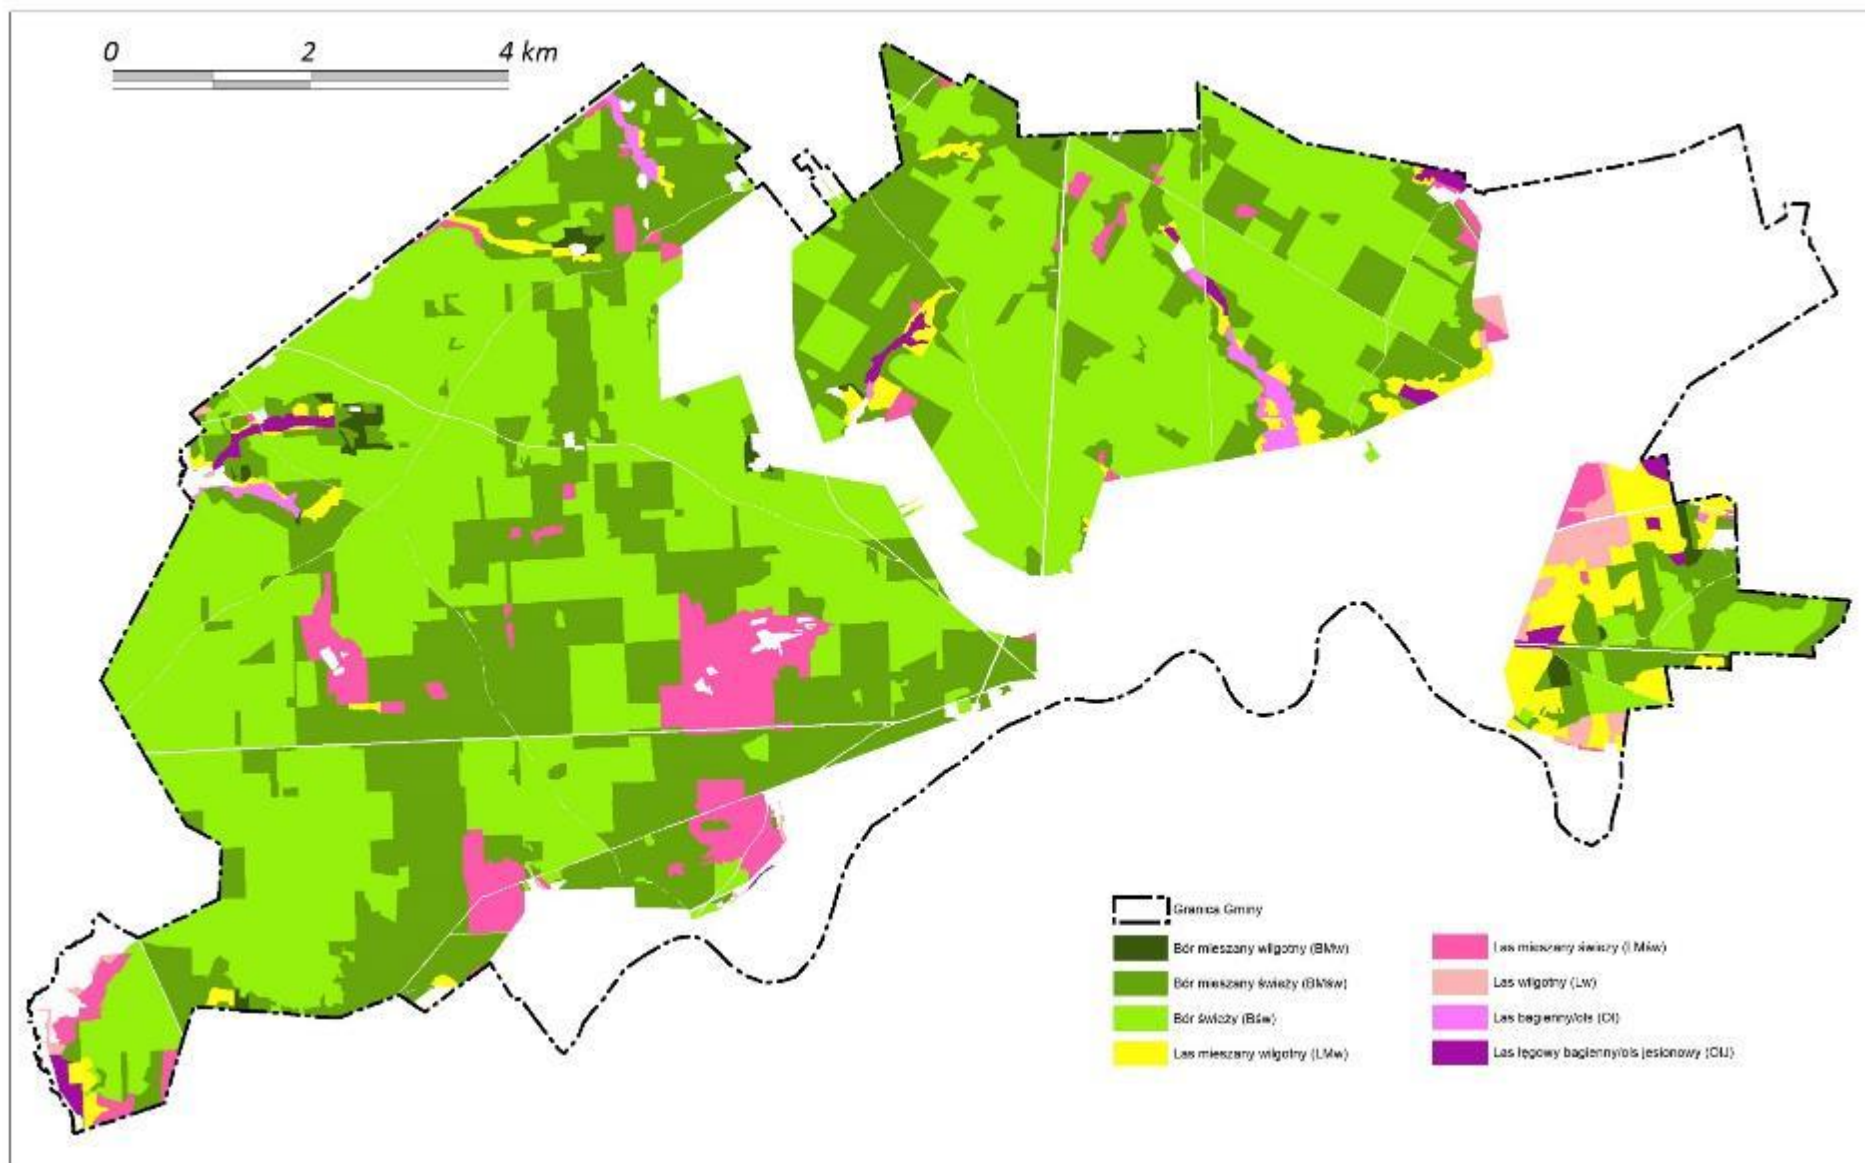 0 2 4 km
Granica Gminy
Bór mieszany wilgotny (BMw)
Bór mieszany świeży (BMśw)
Bór świeży (Bśw)
Las mieszany wilgotny (LMw)
Las mieszany świeży (LMśw)
Las wilgotny (Lw)
Las bagienny/ols (Ol)
Las łęgowy bagienny/ols jesionowy (OlJ)